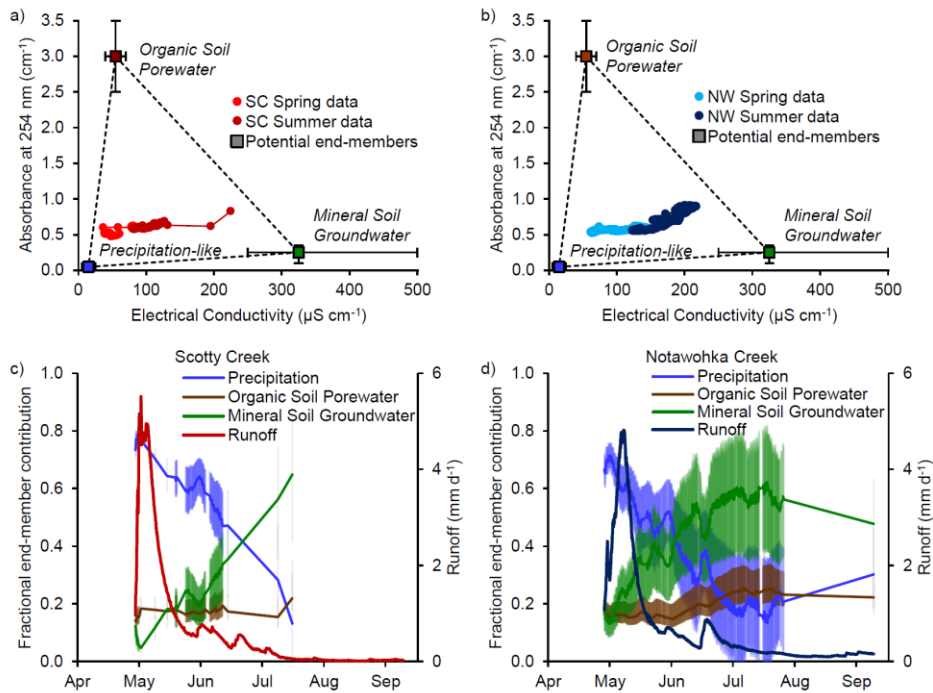 a)
3.5
3.0
2.5
2.0
1.5
1.0
0.5
0.0
Absorbance at 254 nm (cm⁻¹)
Organic Soil
Porewater
SC Spring data
SC Summer data
Potential end-members
Mineral Soil
Groundwater
Precipitation-like
0 100 200 300 400 500
Electrical Conductivity (µS cm⁻¹)
b)
3.5
3.0
2.5
2.0
1.5
1.0
0.5
0.0
Absorbance at 254 nm (cm⁻¹)
Organic Soil
Porewater
NW Spring data
NW Summer data
Potential end-members
Mineral Soil
Groundwater
Precipitation-like
0 100 200 300 400 500
Electrical Conductivity (µS cm⁻¹)
c)
Scotty Creek
Precipitation
Organic Soil Porewater
Mineral Soil Groundwater
Runoff
1.0
0.8
0.6
0.4
0.2
0.0
Fractional end-member contribution
6
4
2
0
Runoff (mm d⁻¹)
Apr May Jun Jul Aug Sep
d)
Notawohka Creek
Precipitation
Organic Soil Porewater
Mineral Soil Groundwater
Runoff
1.0
0.8
0.6
0.4
0.2
0.0
Fractional end-member contribution
6
4
2
0
Runoff (mm d⁻¹)
Apr May Jun Jul Aug Sep